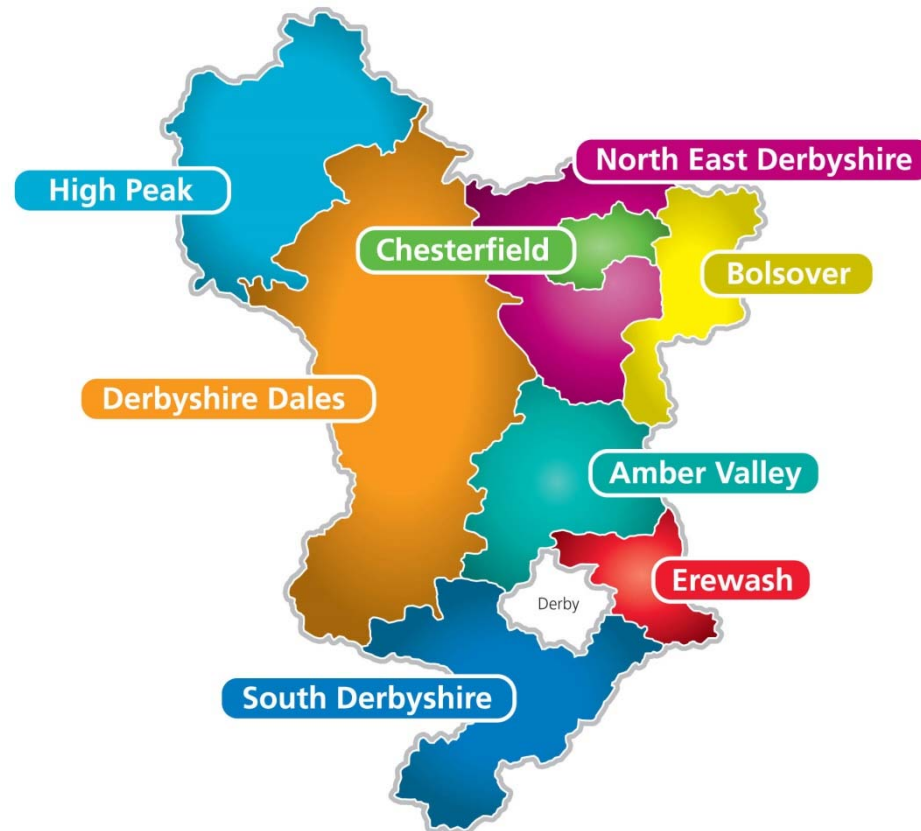 North East Derbyshire
High Peak
Chesterfield
Bolsover
Derbyshire Dales
Amber Valley
Erewash
Derby
South Derbyshire